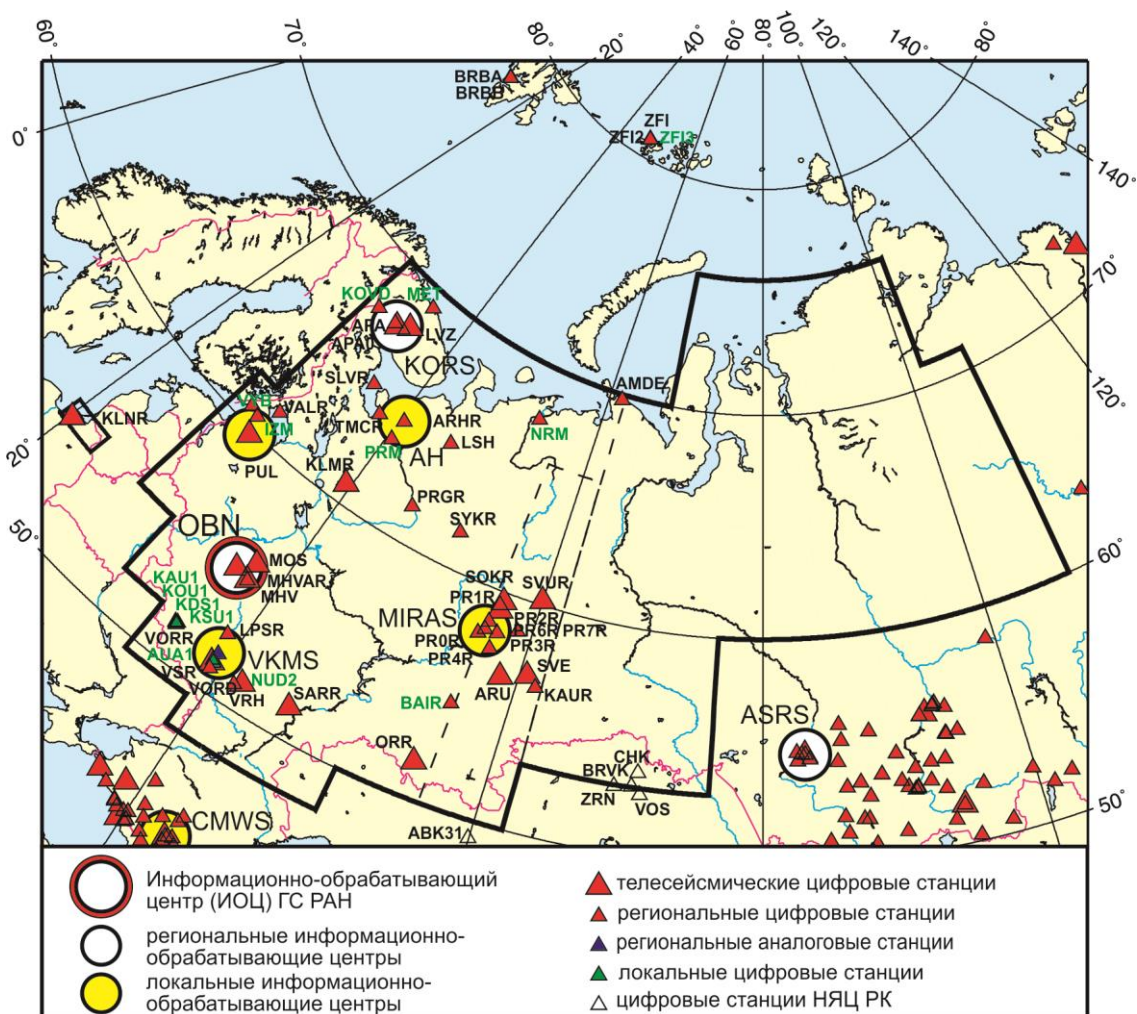 60°
70°
80°
20°
40°
60°
80°
100°
120°
140°
80°
0°
BRBA
BRBB
ZFI
ZFI2 ZFI3
140°
70°
KOVD MET
APA
APA0
LVZ
KORS
SLVR
AMDE
120°
KLNR
VALR
IZM
TMCR
ARHR
NRM
PRM
LSH
AH
PUL
KLMR
20°
PRGR
SYKR
OBN
50°
60°
MOS
MHVAR
MHV
KAU1
KOU1
KDS1
KSU1
SOKR
SVUR
PR1R
MIRAS
PR2R
PR0R
PR6R PR7R
PR3R
PR4R
VORR
LPSR
AUA1
VSR
VKMS
NUD2
VORD
VRH
SARR
SVE
ARU
KAUR
BAIR
ASRS
ORR
CHK
BRVK
ZRN
VOS
50°
CMWS
ABK31
Информационно-обрабатывающий
центр (ИОЦ) ГС РАН
региональные информационно-
обрабатывающие центры
локальные информационно-
обрабатывающие центры
телесейсмические цифровые станции
региональные цифровые станции
региональные аналоговые станции
локальные цифровые станции
цифровые станции НЯЦ РК